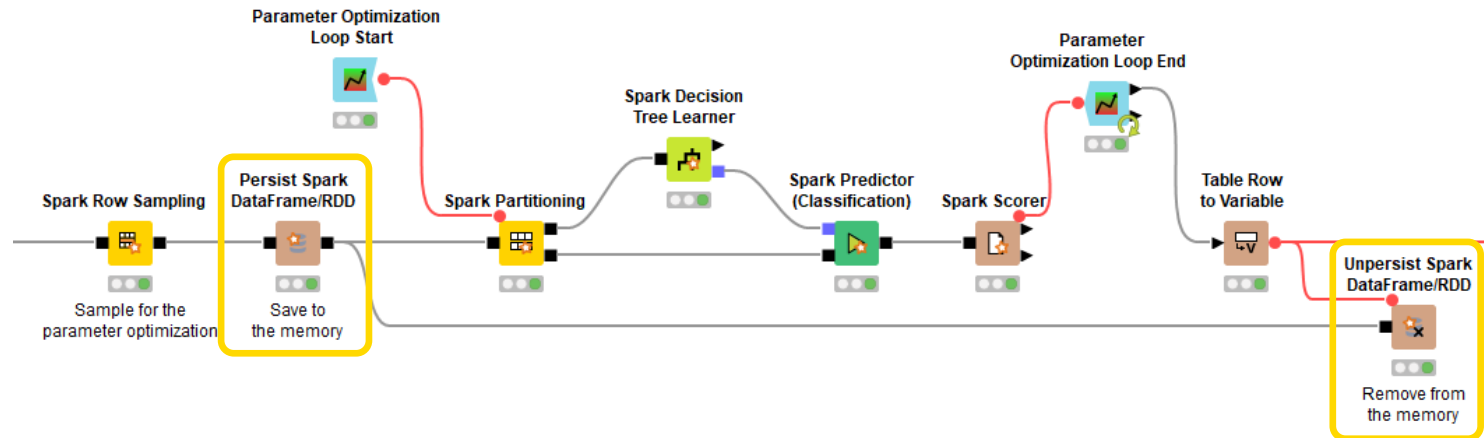 Parameter Optimization
Loop Start
Parameter
Optimization Loop End
Spark Decision
Tree Learner
Persist Spark
DataFrame/RDD
Spark Predictor
(Classification)
Table Row
to Variable
Spark Row Sampling
Spark Partitioning
Spark Scorer
V
Unpersist Spark
DataFrame/RDD
Sample for the
parameter optimization
Save to
the memory
Remove from
the memory